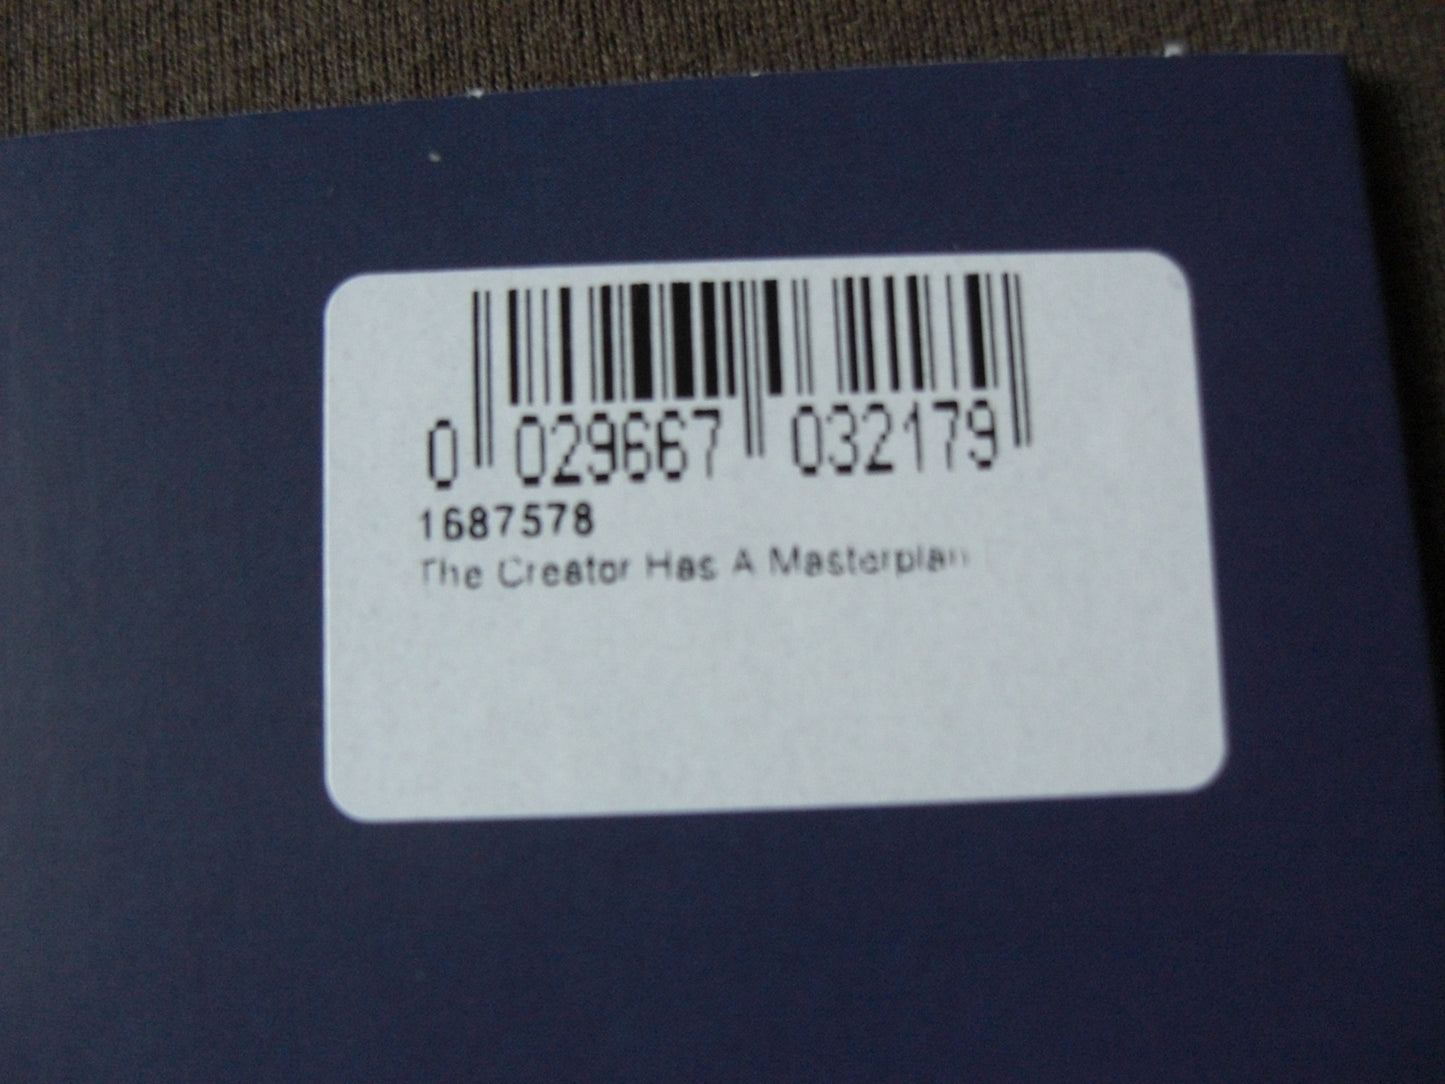 0 029667 032179
1687578
The Creator Has A Masterplan